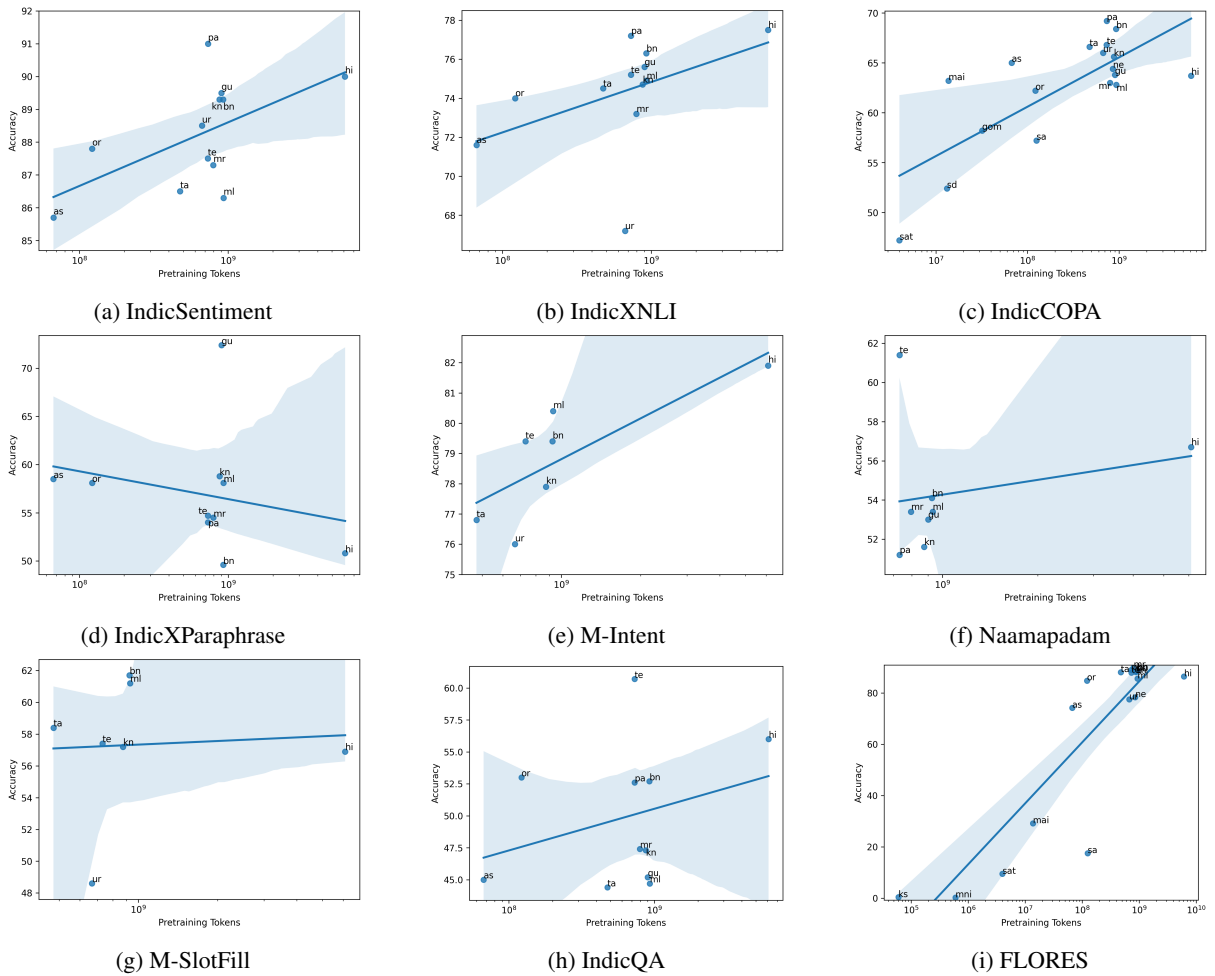 92
91
90
89
88
87
86
85
Accuracy
pa
hi
gu
kn
bn
ur
or
te
mr
ta
ml
as
10⁸
10⁹
Pretraining Tokens
(a) IndicSentiment
78
76
74
72
70
68
Accuracy
hi
pa
bn
gu
te
ml
kn
ta
or
mr
as
ur
10⁸
10⁹
Pretraining Tokens
(b) IndicXNLI
70
65
60
55
50
Accuracy
pa
bn
te
ta
ur
kn
as
ne
gu
hi
mai
mr
ml
or
gom
sa
sd
sat
10⁷
10⁸
10⁹
Pretraining Tokens
(c) IndicCOPA
70
65
60
55
50
Accuracy
gu
as
or
kn
ml
te
mr
pa
hi
bn
10⁸
10⁹
Pretraining Tokens
(d) IndicXParaphrase
82
81
80
79
78
77
76
75
Accuracy
hi
ml
te
bn
kn
ta
ur
10⁹
Pretraining Tokens
(e) M-Intent
62
60
58
56
54
52
Accuracy
te
hi
bn
mr
ml
gu
kn
pa
10⁹
Pretraining Tokens
(f) Naamapadam
62
60
58
56
54
52
50
48
Accuracy
bn
ml
ta
te
kn
hi
ur
10⁹
Pretraining Tokens
(g) M-SlotFill
60.0
57.5
55.0
52.5
50.0
47.5
45.0
Accuracy
te
hi
or
pa
bn
mr
kn
as
gu
ta
ml
10⁸
10⁹
Pretraining Tokens
(h) IndicQA
80
60
40
20
0
Accuracy
mr
ta
ml
hi
or
ur
ne
as
mai
sa
sat
ks
mni
10⁵
10⁶
10⁷
10⁸
10⁹
10¹⁰
Pretraining Tokens
(i) FLORES